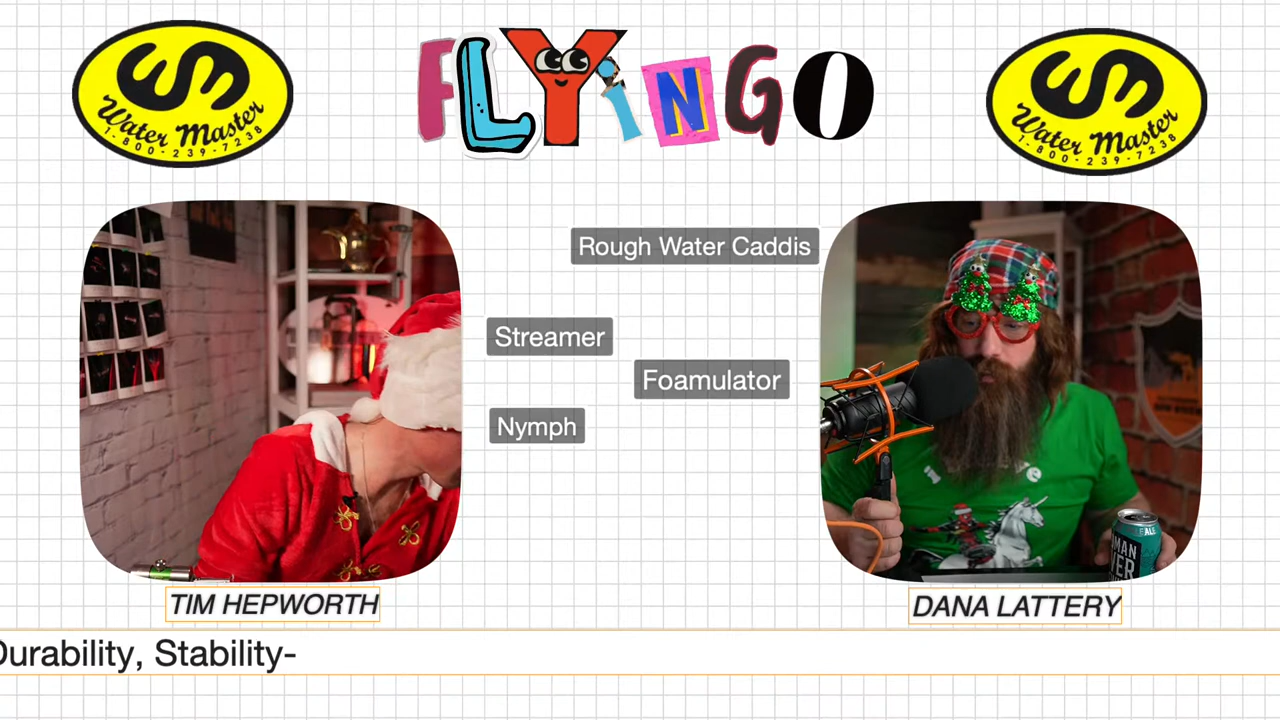 FLYINGO
Water Master
1-800-239-7238
Water Master
1-800-239-7238
Rough Water Caddis
Streamer
Foamulator
Nymph
TIM HEPWORTH
DANA LATTERY
Durability, Stability-